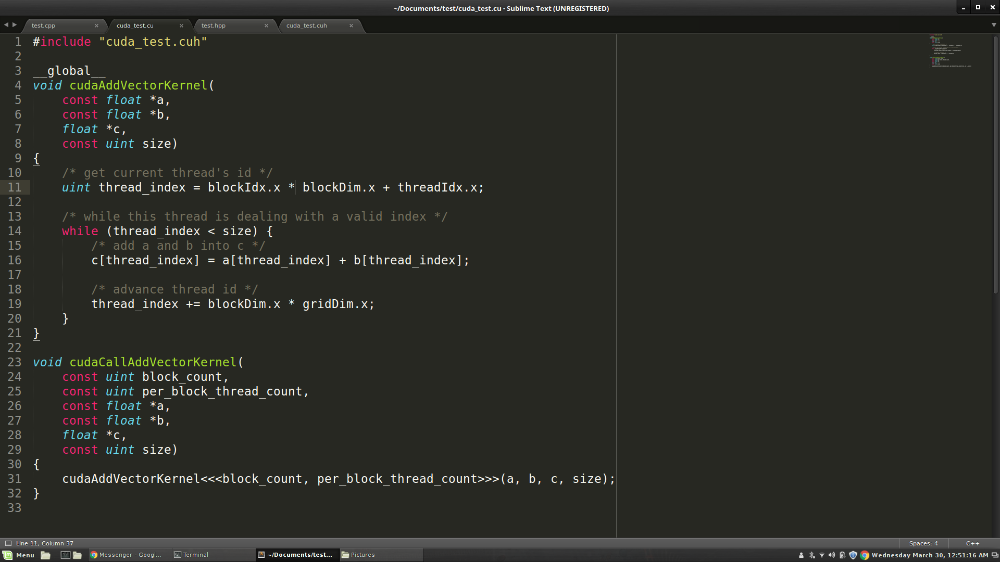 ~/Documents/test/cuda_test.cu - Sublime Text (UNREGISTERED)
test.cpp × cuda_test.cu × test.hpp × cuda_test.cuh ×
1 #include "cuda_test.cuh"
2
3 __global__
4 void cudaAddVectorKernel(
5     const float *a,
6     const float *b,
7     float *c,
8     const uint size)
9 {
10     /* get current thread's id */
11     uint thread_index = blockIdx.x * blockDim.x + threadIdx.x;
12
13     /* while this thread is dealing with a valid index */
14     while (thread_index < size) {
15         /* add a and b into c */
16         c[thread_index] = a[thread_index] + b[thread_index];
17
18         /* advance thread id */
19         thread_index += blockDim.x * gridDim.x;
20     }
21 }
22
23 void cudaCallAddVectorKernel(
24     const uint block_count,
25     const uint per_block_thread_count,
26     const float *a,
27     const float *b,
28     float *c,
29     const uint size)
30 {
31     cudaAddVectorKernel<<<block_count, per_block_thread_count>>>(a, b, c, size);
32 }
33
Line 11, Column 37 Spaces: 4 C++
Menu Messenger - Googl... Terminal ~/Documents/test... Pictures Wednesday March 30, 12:51:16 AM